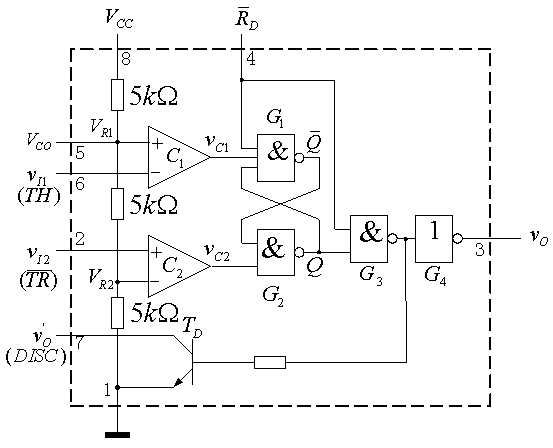 V_CC
R̅_D
8
4
5kΩ
G₁
V_R1
v_C1
Q̅
V_CO
5
+
C₁
&
v_I1
6
−
(TH)
5kΩ
v_I2
2
+
v_C2
&
&
1
v_O
3
(T̅R̅)
C₂
Q
G₃
G₄
V_R2
−
G₂
5kΩ
T_D
v'_O
7
(DISC)
1